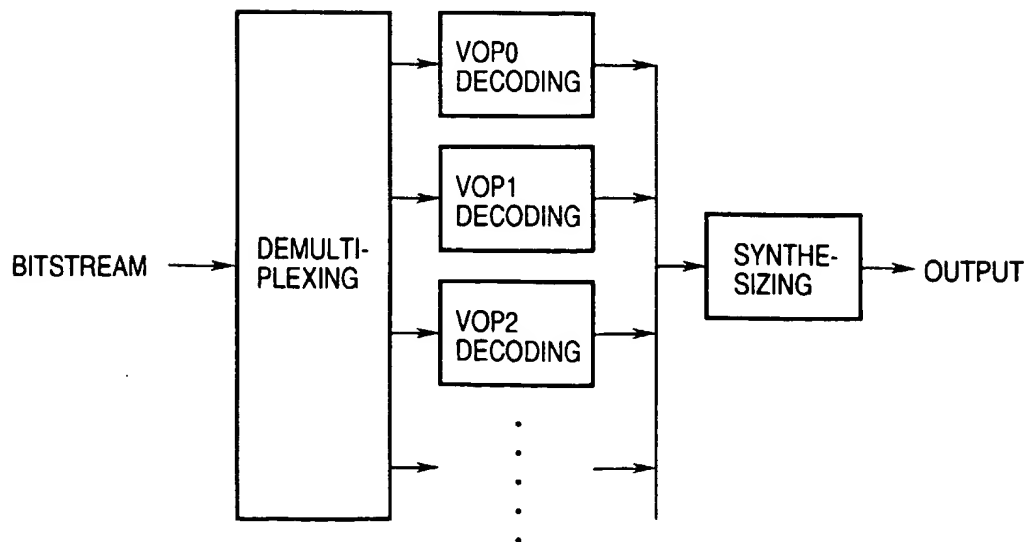 BITSTREAM
DEMULTI-
PLEXING
VOP0
DECODING
VOP1
DECODING
VOP2
DECODING
SYNTHE-
SIZING
OUTPUT